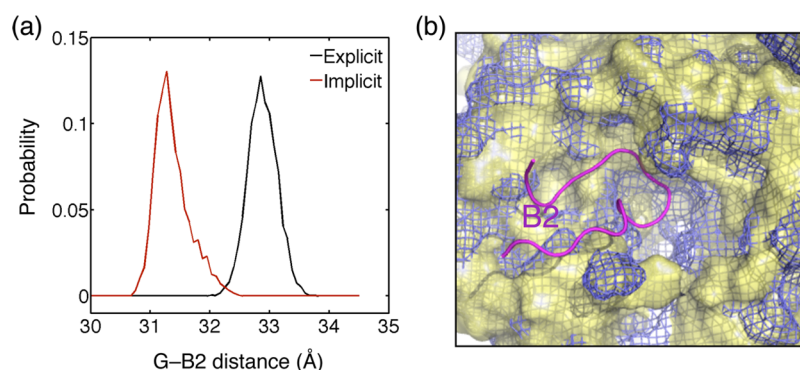 (a)
0.15
Explicit
Implicit
0.1
0.05
0
Probability
30 31 32 33 34 35
G–B2 distance (Å)
(b)
B2